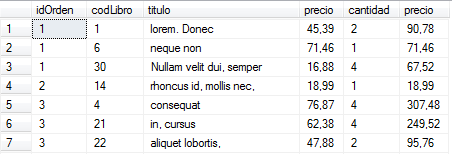 idOrden codLibro titulo precio cantidad precio
1 1 1 lorem. Donec 45,39 2 90,78
2 1 6 neque non 71,46 1 71,46
3 1 30 Nullam velit dui, semper 16,88 4 67,52
4 2 14 rhoncus id, mollis nec, 18,99 1 18,99
5 3 4 consequat 76,87 4 307,48
6 3 21 in, cursus 62,38 4 249,52
7 3 22 aliquet lobortis, 47,88 2 95,76